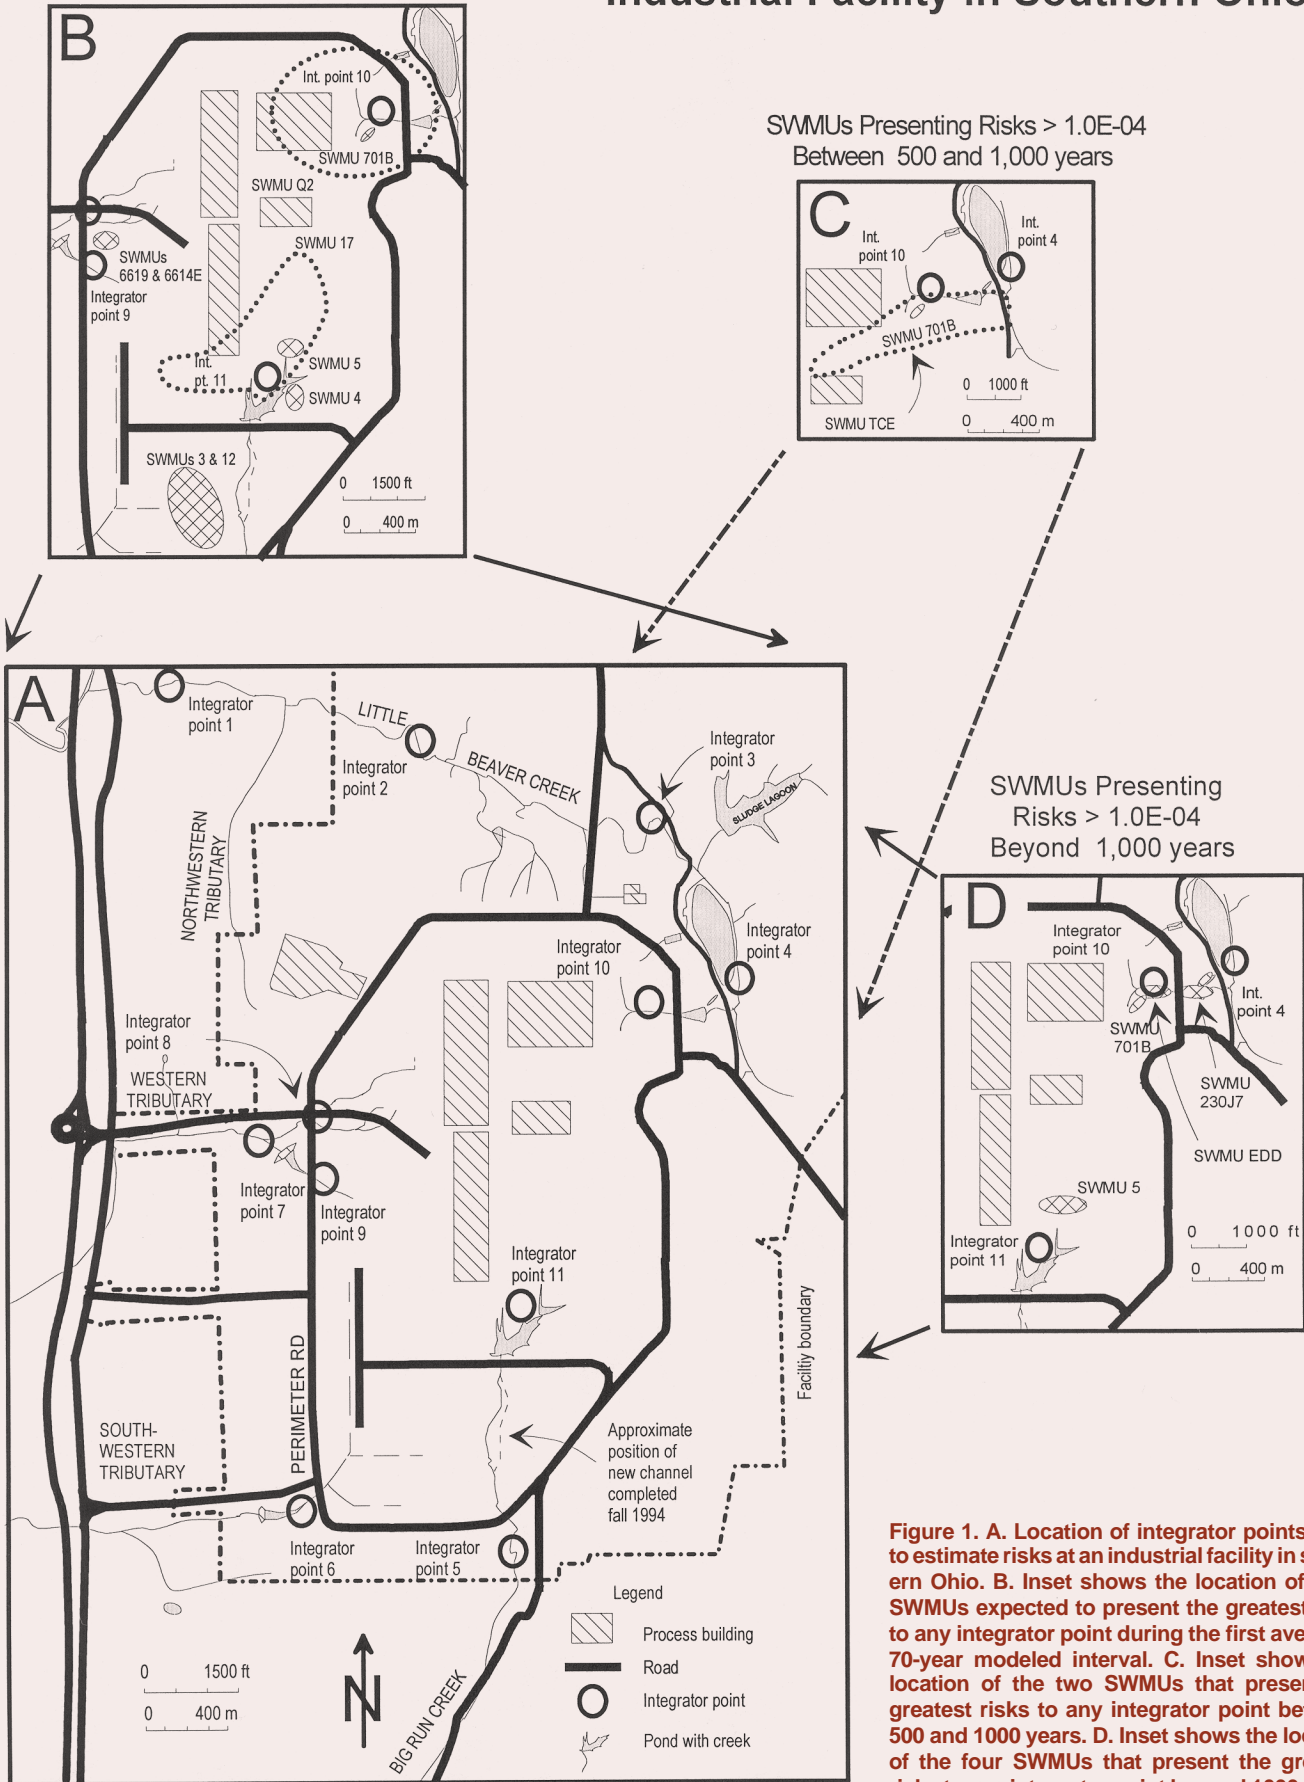 Industrial Facility in Southern Ohio
B
Int. point 10
SWMU 701B
SWMU Q2
SWMU 17
SWMUs
6619 & 6614E
Integrator
point 9
Int.
pt. 11
SWMU 5
SWMU 4
SWMUs 3 & 12
0 1500 ft
0 400 m
SWMUs Presenting Risks > 1.0E-04
Between 500 and 1,000 years
C
Int.
point 4
Int.
point 10
SWMU 701B
0 1000 ft
0 400 m
SWMU TCE
A
Integrator
point 1
LITTLE
BEAVER CREEK
Integrator
point 2
Integrator
point 3
SLUDGE LAGOON
NORTHWESTERN
TRIBUTARY
Integrator
point 4
Integrator
point 10
Integrator
point 8
WESTERN
TRIBUTARY
Integrator
point 7
Integrator
point 9
Integrator
point 11
PERIMETER RD
Faciltiy boundary
SOUTH-
WESTERN
TRIBUTARY
Approximate
position of
new channel
completed
fall 1994
Integrator
point 6
Integrator
point 5
Legend
Process building
Road
Integrator point
Pond with creek
0 1500 ft
0 400 m
N
BIG RUN CREEK
SWMUs Presenting
Risks > 1.0E-04
Beyond 1,000 years
D
Integrator
point 10
Int.
point 4
SWMU
701B
SWMU
230J7
SWMU EDD
SWMU 5
Integrator
point 11
0 1000 ft
0 400 m
Figure 1. A. Location of integrator points
to estimate risks at an industrial facility in
ern Ohio. B. Inset shows the location of
SWMUs expected to present the greatest
to any integrator point during the first
70-year modeled interval. C. Inset
location of the two SWMUs that
greatest risks to any integrator point
500 and 1000 years. D. Inset shows the
of the four SWMUs that present the